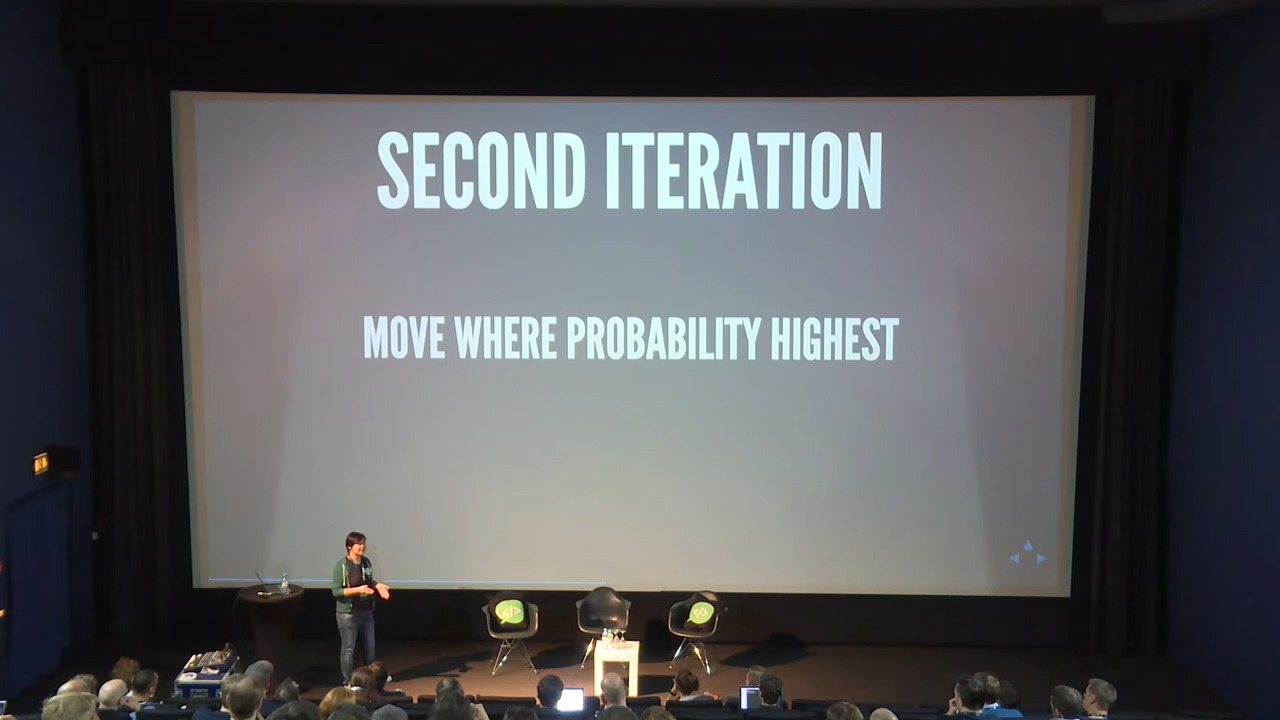 SECOND ITERATION
MOVE WHERE PROBABILITY HIGHEST
</>
</>